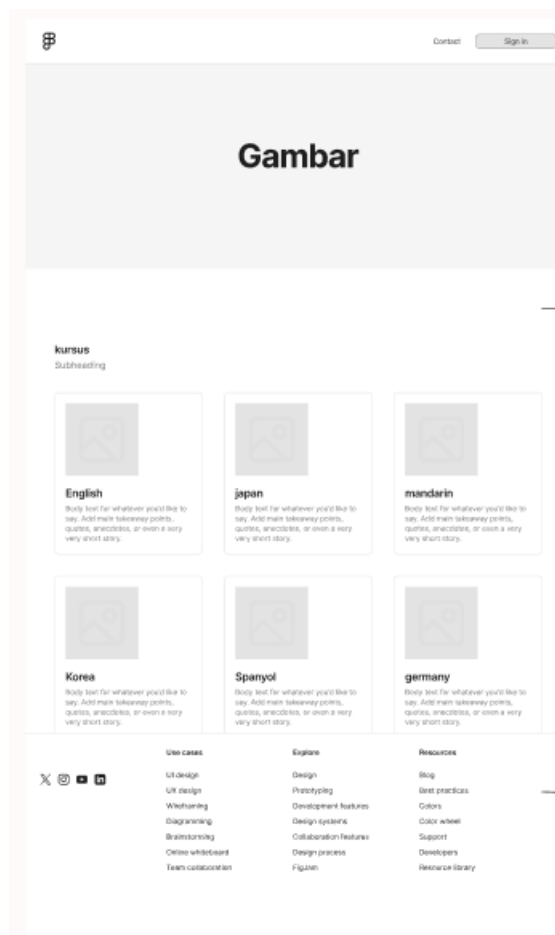 Contact
Sign in
Gambar
kursus
Subheading
English
Body text for whatever you'd like to
say. Add main takeaway points,
quotes, anecdotes, or even a very
very short story.
japan
Body text for whatever you'd like to
say. Add main takeaway points,
quotes, anecdotes, or even a very
very short story.
mandarin
Body text for whatever you'd like to
say. Add main takeaway points,
quotes, anecdotes, or even a very
very short story.
Korea
Body text for whatever you'd like to
say. Add main takeaway points,
quotes, anecdotes, or even a very
very short story.
Spanyol
Body text for whatever you'd like to
say. Add main takeaway points,
quotes, anecdotes, or even a very
very short story.
germany
Body text for whatever you'd like to
say. Add main takeaway points,
quotes, anecdotes, or even a very
very short story.
Use cases
UI design
UX design
Wireframing
Diagramming
Brainstorming
Online whiteboard
Team collaboration
Explore
Design
Prototyping
Development features
Design systems
Collaboration features
Design process
FigJam
Resources
Blog
Best practices
Colors
Color wheel
Support
Developers
Resource library